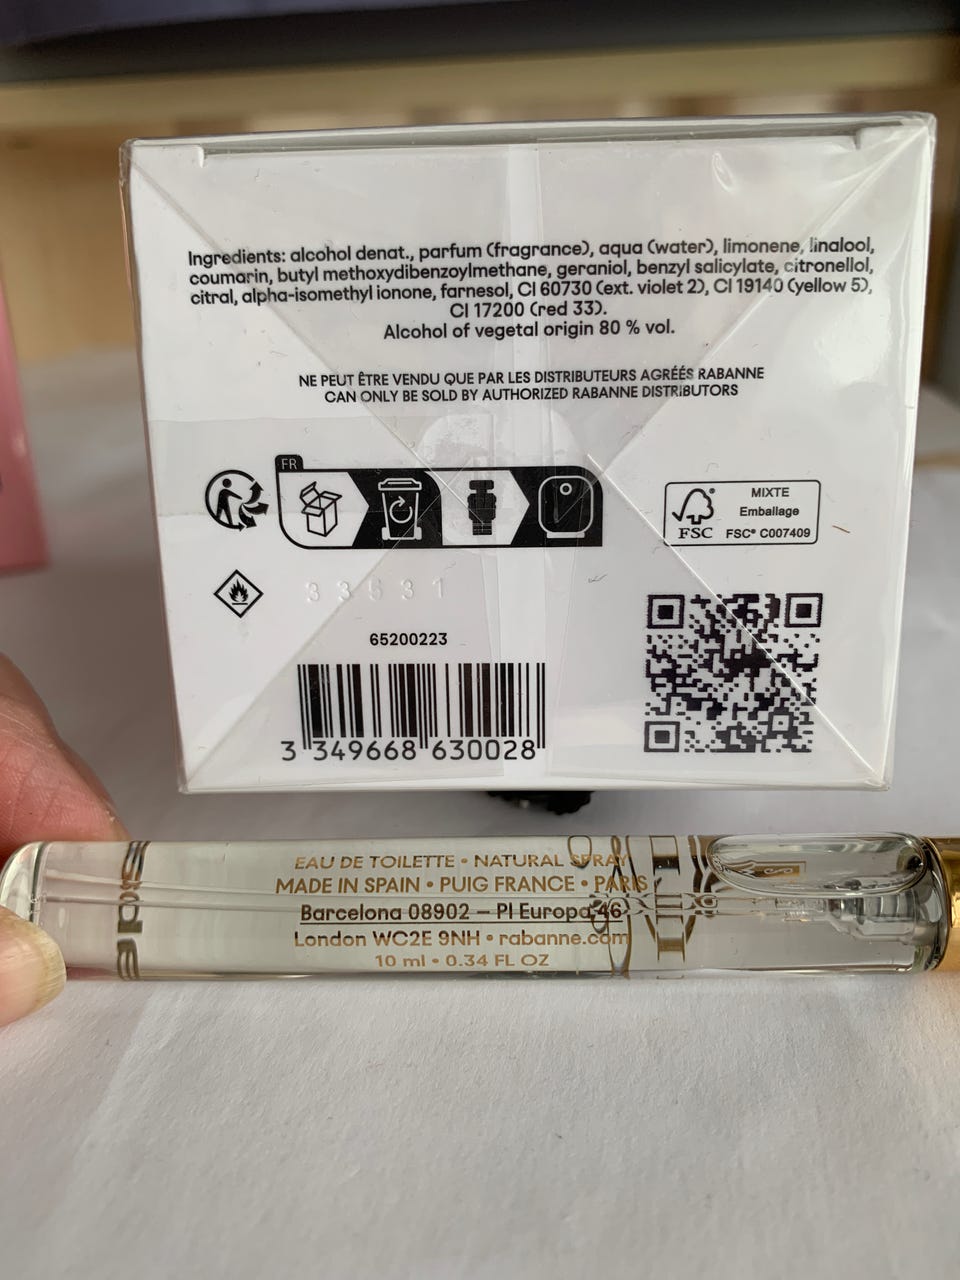 Ingredients: alcohol denat., parfum (fragrance), aqua (water), limonene, linalool,
coumarin, butyl methoxydibenzoylmethane, geraniol, benzyl salicylate, citronellol,
citral, alpha-isomethyl ionone, farnesol, CI 60730 (ext. violet 2), CI 19140 (yellow 5),
CI 17200 (red 33).
Alcohol of vegetal origin 80 % vol.
NE PEUT ÊTRE VENDU QUE PAR LES DISTRIBUTEURS AGRÉÉS RABANNE
CAN ONLY BE SOLD BY AUTHORIZED RABANNE DISTRIBUTORS
FR
MIXTE
Emballage
FSC FSC® C007409
33531
65200223
3 349668 630028
EAU DE TOILETTE • NATURAL SPRAY
MADE IN SPAIN • PUIG FRANCE • PARIS
Barcelona 08902 – Pl Europa 46
London WC2E 9NH • rabanne.com
10 ml • 0.34 FL OZ